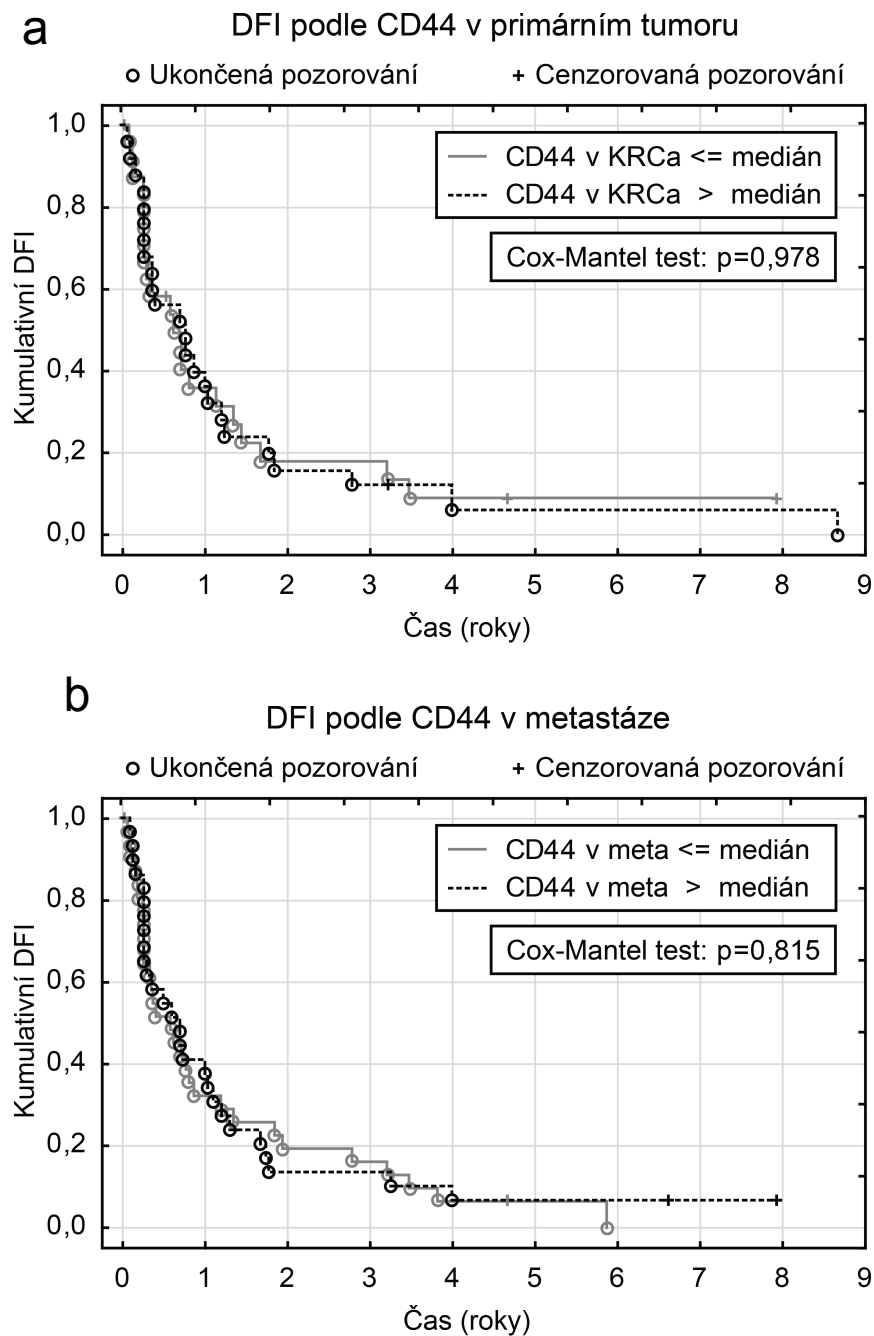 a
DFI podle CD44 v primárním tumoru
Ukončená pozorování
Cenzorovaná pozorování
1,0
0,8
0,6
0,4
0,2
0,0
Kumulativní DFI
CD44 v KRCa <= medián
CD44 v KRCa > medián
Cox-Mantel test: p=0,978
0 1 2 3 4 5 6 7 8 9
Čas (roky)
b
DFI podle CD44 v metastáze
Ukončená pozorování
Cenzorovaná pozorování
1,0
0,8
0,6
0,4
0,2
0,0
Kumulativní DFI
CD44 v meta <= medián
CD44 v meta > medián
Cox-Mantel test: p=0,815
0 1 2 3 4 5 6 7 8 9
Čas (roky)